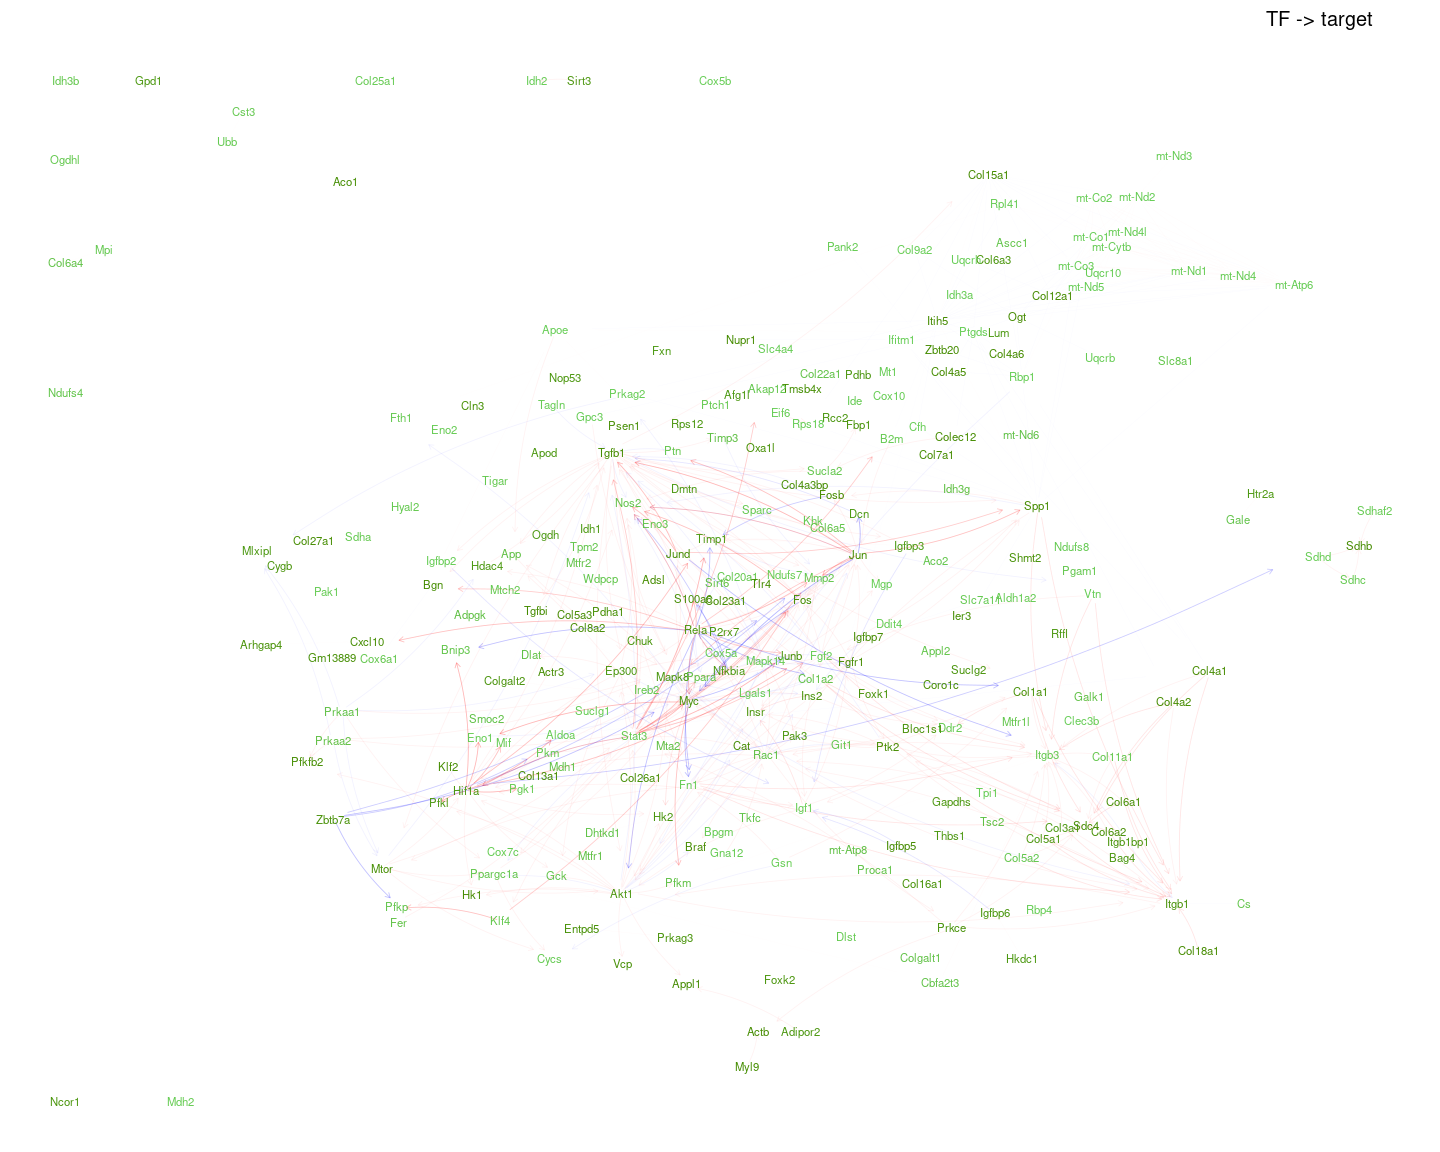 TF -> target
Idh3b Gpd1 Col25a1 Idh2 Sirt3 Cox5b
Cst3
Ubb
Ogdhl mt-Nd3
Aco1 Col15a1
Rpl41 mt-Co2 mt-Nd2
mt-Co1 mt-Nd4l
Mpi Pank2 Col9a2 Ascc1 mt-Cytb
Col6a4 Col6a3 mt-Co3
Uqcr10 mt-Nd1 mt-Nd4
mt-Nd5 mt-Atp6
Idh3a Col12a1
Itih5 Ogt
Apoe Ptgds Lum
Nupr1 Ifitm1
Fxn Slc4a4 Zbtb20 Col4a6 Uqcrb Slc8a1
Nop53 Col22a1 Pdhb Mt1 Col4a5 Rbp1
Ndufs4 Prkag2 Afg1l Akap12 Tmsb4x Cox10
Cln3 Tagln Ptch1 Ide
Fth1 Gpc3 Eif6 Rcc2
Eno2 Psen1 Rps12 Rps18 Fbp1 Cfh
Timp3 B2m Colec12 mt-Nd6
Apod Tgfb1 Ptn Oxa1l Col7a1
Tigar Sucla2
Dmtn Col4a3bp Fosb Idh3g Htr2a
Hyal2 Nos2 Sparc Dcn Spp1 Sdhaf2
Eno3 Khk Col6a5 Gale
Col27a1 Sdha Ogdh Idh1 Timp1
Mlxipl App Tpm2 Jund Jun Igfbp3 Ndufs8 Sdhb
Cygb Igfbp2 Hdac4 Mtfr2 Aco2 Shmt2 Sdhd
Wdpcp Adsl Sirt6 Col20a1 Ndufs7 Mmp2 Pgam1 Sdhc
Pak1 Bgn Mtch2 Tlr4 Mgp
Col23a1 Fos Aldh1a2 Vtn
Adpgk Tgfbi Col5a3 Pdha1 Ier3
Col8a2 Rela P2rx7 Ddit4 Rffl
Arhgap4 Cxcl10 Chuk Igfbp7
Gm13889 Cox6a1 Bnip3 Dlat Cox5a Mapk14 Junb Fgf2 Fgfr1 Appl2
Colgalt2 Actr3 Ep300 Mapk8 Ppara Nfkbia Col1a2 Suclg2 Col4a1
Ireb2 Lgals1 Ins2 Foxk1 Coro1c Col1a1 Galk1
Prkaa1 Smoc2 Suclg1 Myc Insr Col4a2
Prkaa2 Eno1 Mif Aldoa Stat3 Mta2 Cat Pak3 Git1 Ptk2 Bloc1s1 Ddr2 Mtfr1l Clec3b
Pfkfb2 Klf2 Pkm Mdh1 Rac1 Itgb3 Col11a1
Hif1a Pgk1 Col13a1 Col26a1 Fn1
Pfkl Hk2 Igf1 Gapdhs Tpi1 Col6a1
Zbtb7a Dhtkd1 Bpgm Tkfc Thbs1 Tsc2 Col3a1 Sdc4 Col6a2
Cox7c Mtfr1 Braf Gna12 mt-Atp8 Igfbp5 Col5a2 Col5a1 Itgb1bp1
Mtor Ppargc1a Gck Pfkm Gsn Proca1 Bag4
Hk1 Akt1 Col16a1
Pfkp Klf4 Igfbp6 Rbp4 Itgb1 Cs
Fer Entpd5 Prkag3 Dlst Prkce
Cycs Vcp Colgalt1 Hkdc1 Col18a1
Appl1 Foxk2 Cbfa2t3
Actb Adipor2
Myl9
Ncor1 Mdh2